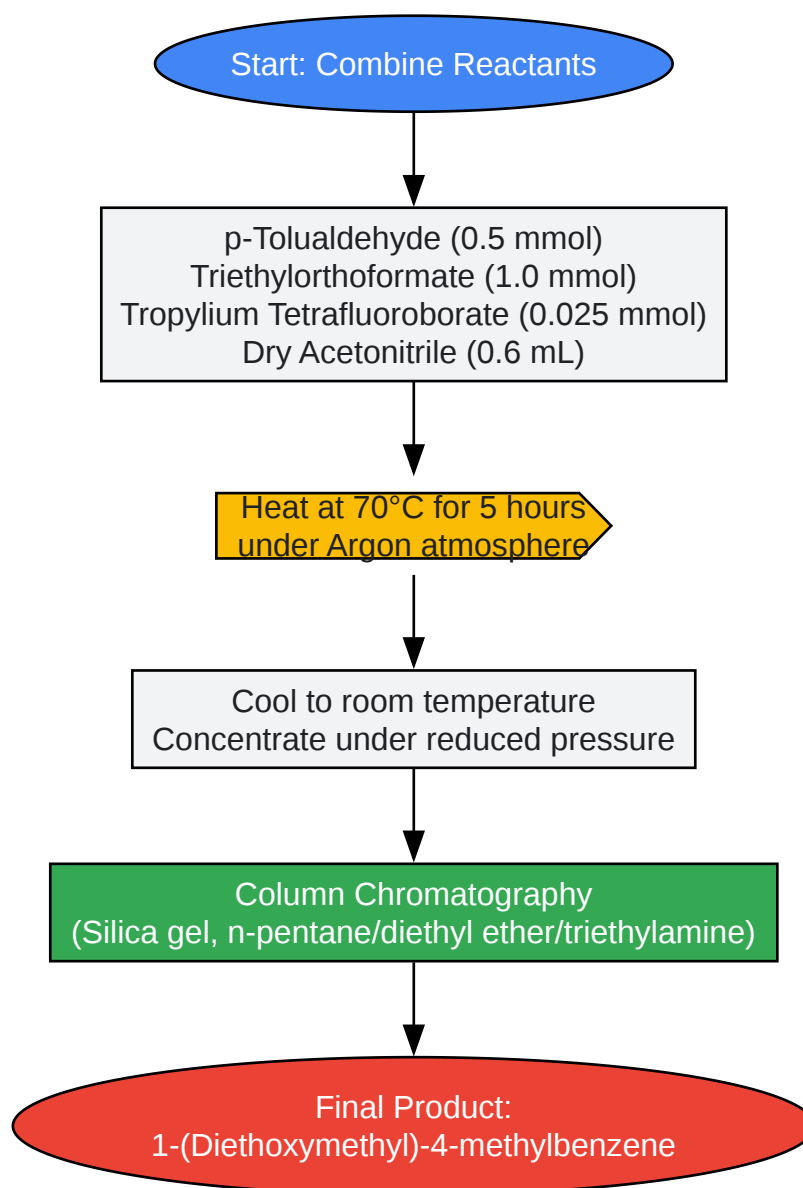 Start: Combine Reactants
p-Tolualdehyde (0.5 mmol)
Triethylorthoformate (1.0 mmol)
Tropylium Tetrafluoroborate (0.025 mmol)
Dry Acetonitrile (0.6 mL)
Heat at 70°C for 5 hours
under Argon atmosphere
Cool to room temperature
Concentrate under reduced pressure
Column Chromatography
(Silica gel, n-pentane/diethyl ether/triethylamine)
Final Product:
1-(Diethoxymethyl)-4-methylbenzene